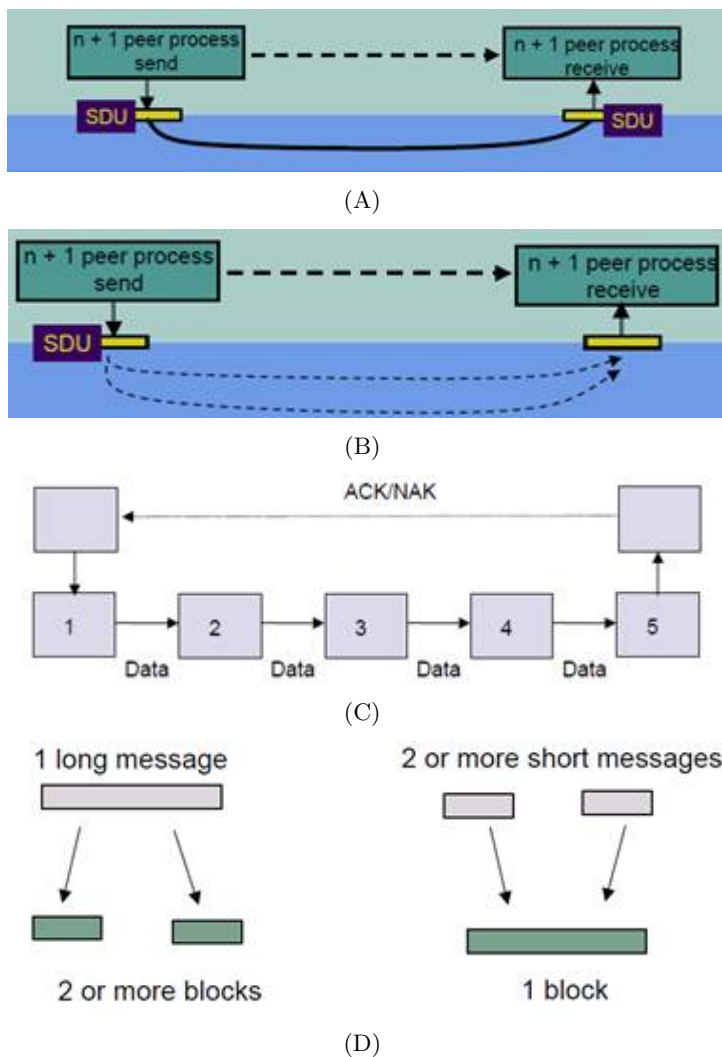 n + 1 peer process
send
n + 1 peer process
receive
SDU
SDU
(A)
n + 1 peer process
send
n + 1 peer process
receive
SDU
(B)
ACK/NAK
1
2
3
4
5
Data
Data
Data
Data
(C)
1 long message
2 or more short messages
2 or more blocks
1 block
(D)